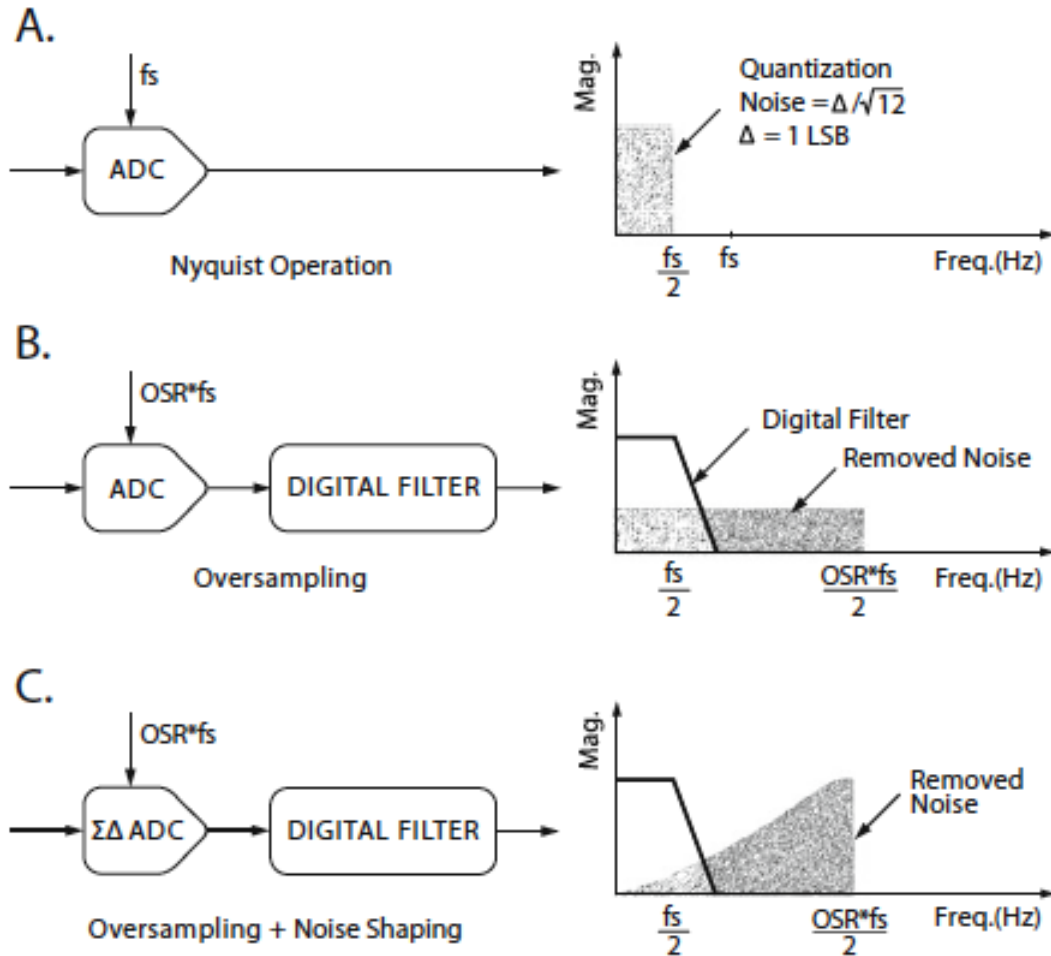 A.
fs
ADC
Nyquist Operation
Mag.
Quantization
Noise = Δ/√12
Δ = 1 LSB
fs
2
fs
Freq.(Hz)
B.
OSR*fs
ADC
DIGITAL FILTER
Oversampling
Mag.
Digital Filter
Removed Noise
fs
2
OSR*fs
2
Freq.(Hz)
C.
OSR*fs
ΣΔ ADC
DIGITAL FILTER
Oversampling + Noise Shaping
Mag.
Removed
Noise
fs
2
OSR*fs
2
Freq.(Hz)